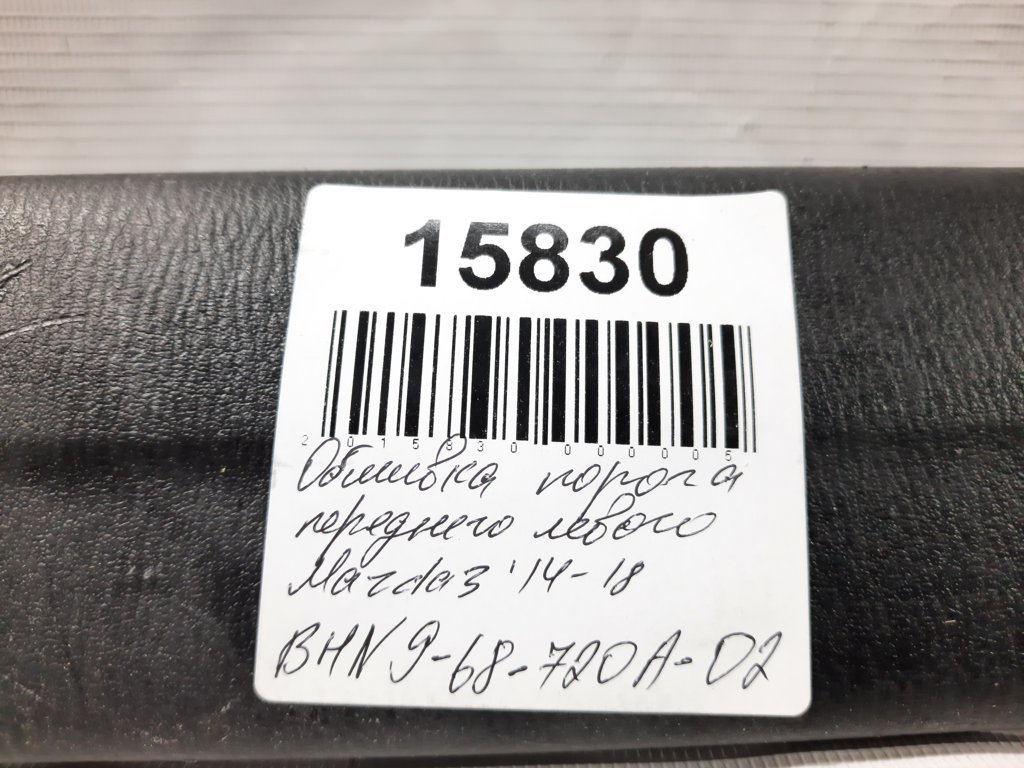 15830
2015830000005
Обшивка порога
переднего левого
Mazda3 '14-18
BHN9-68-720A-02